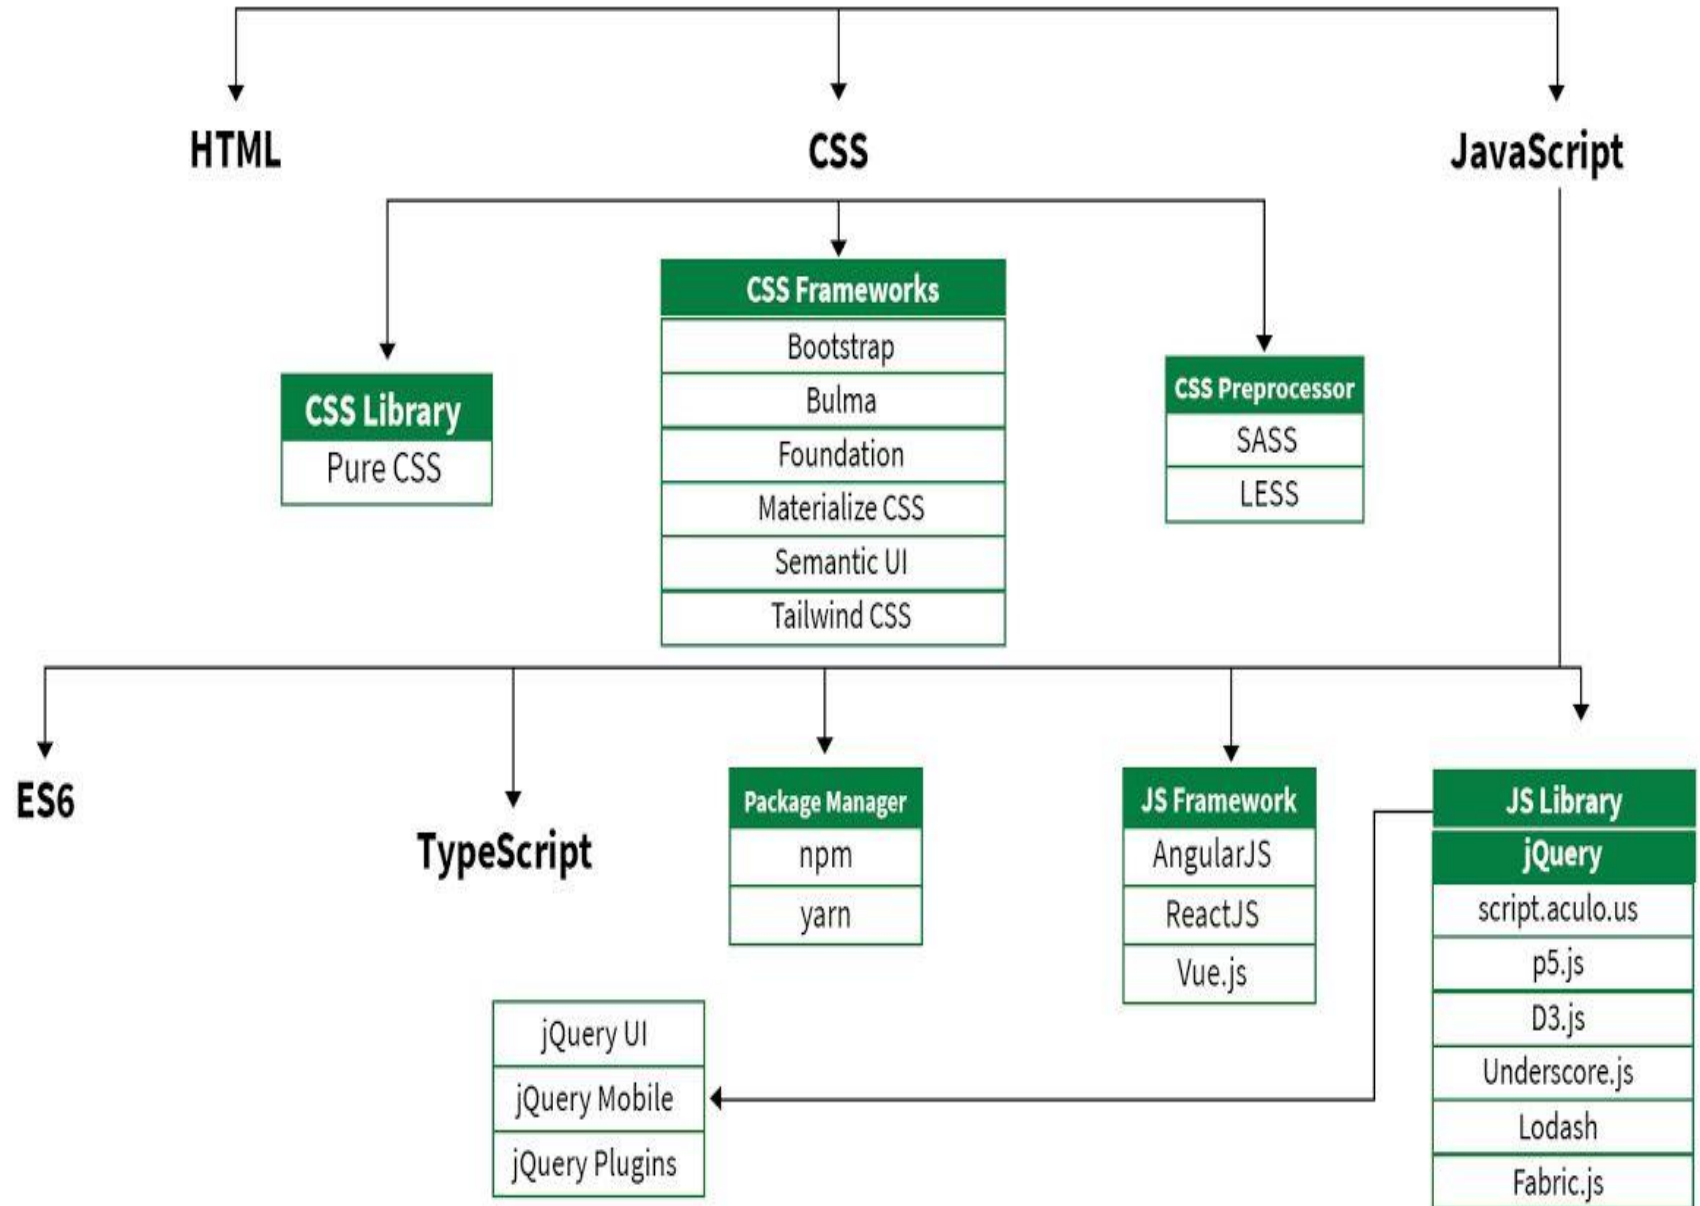 HTML
CSS
JavaScript
CSS Library
Pure CSS
CSS Frameworks
Bootstrap
Bulma
Foundation
Materialize CSS
Semantic UI
Tailwind CSS
CSS Preprocessor
SASS
LESS
ES6
TypeScript
Package Manager
npm
yarn
JS Framework
AngularJS
ReactJS
Vue.js
JS Library
jQuery
script.aculo.us
p5.js
D3.js
Underscore.js
Lodash
Fabric.js
jQuery UI
jQuery Mobile
jQuery Plugins